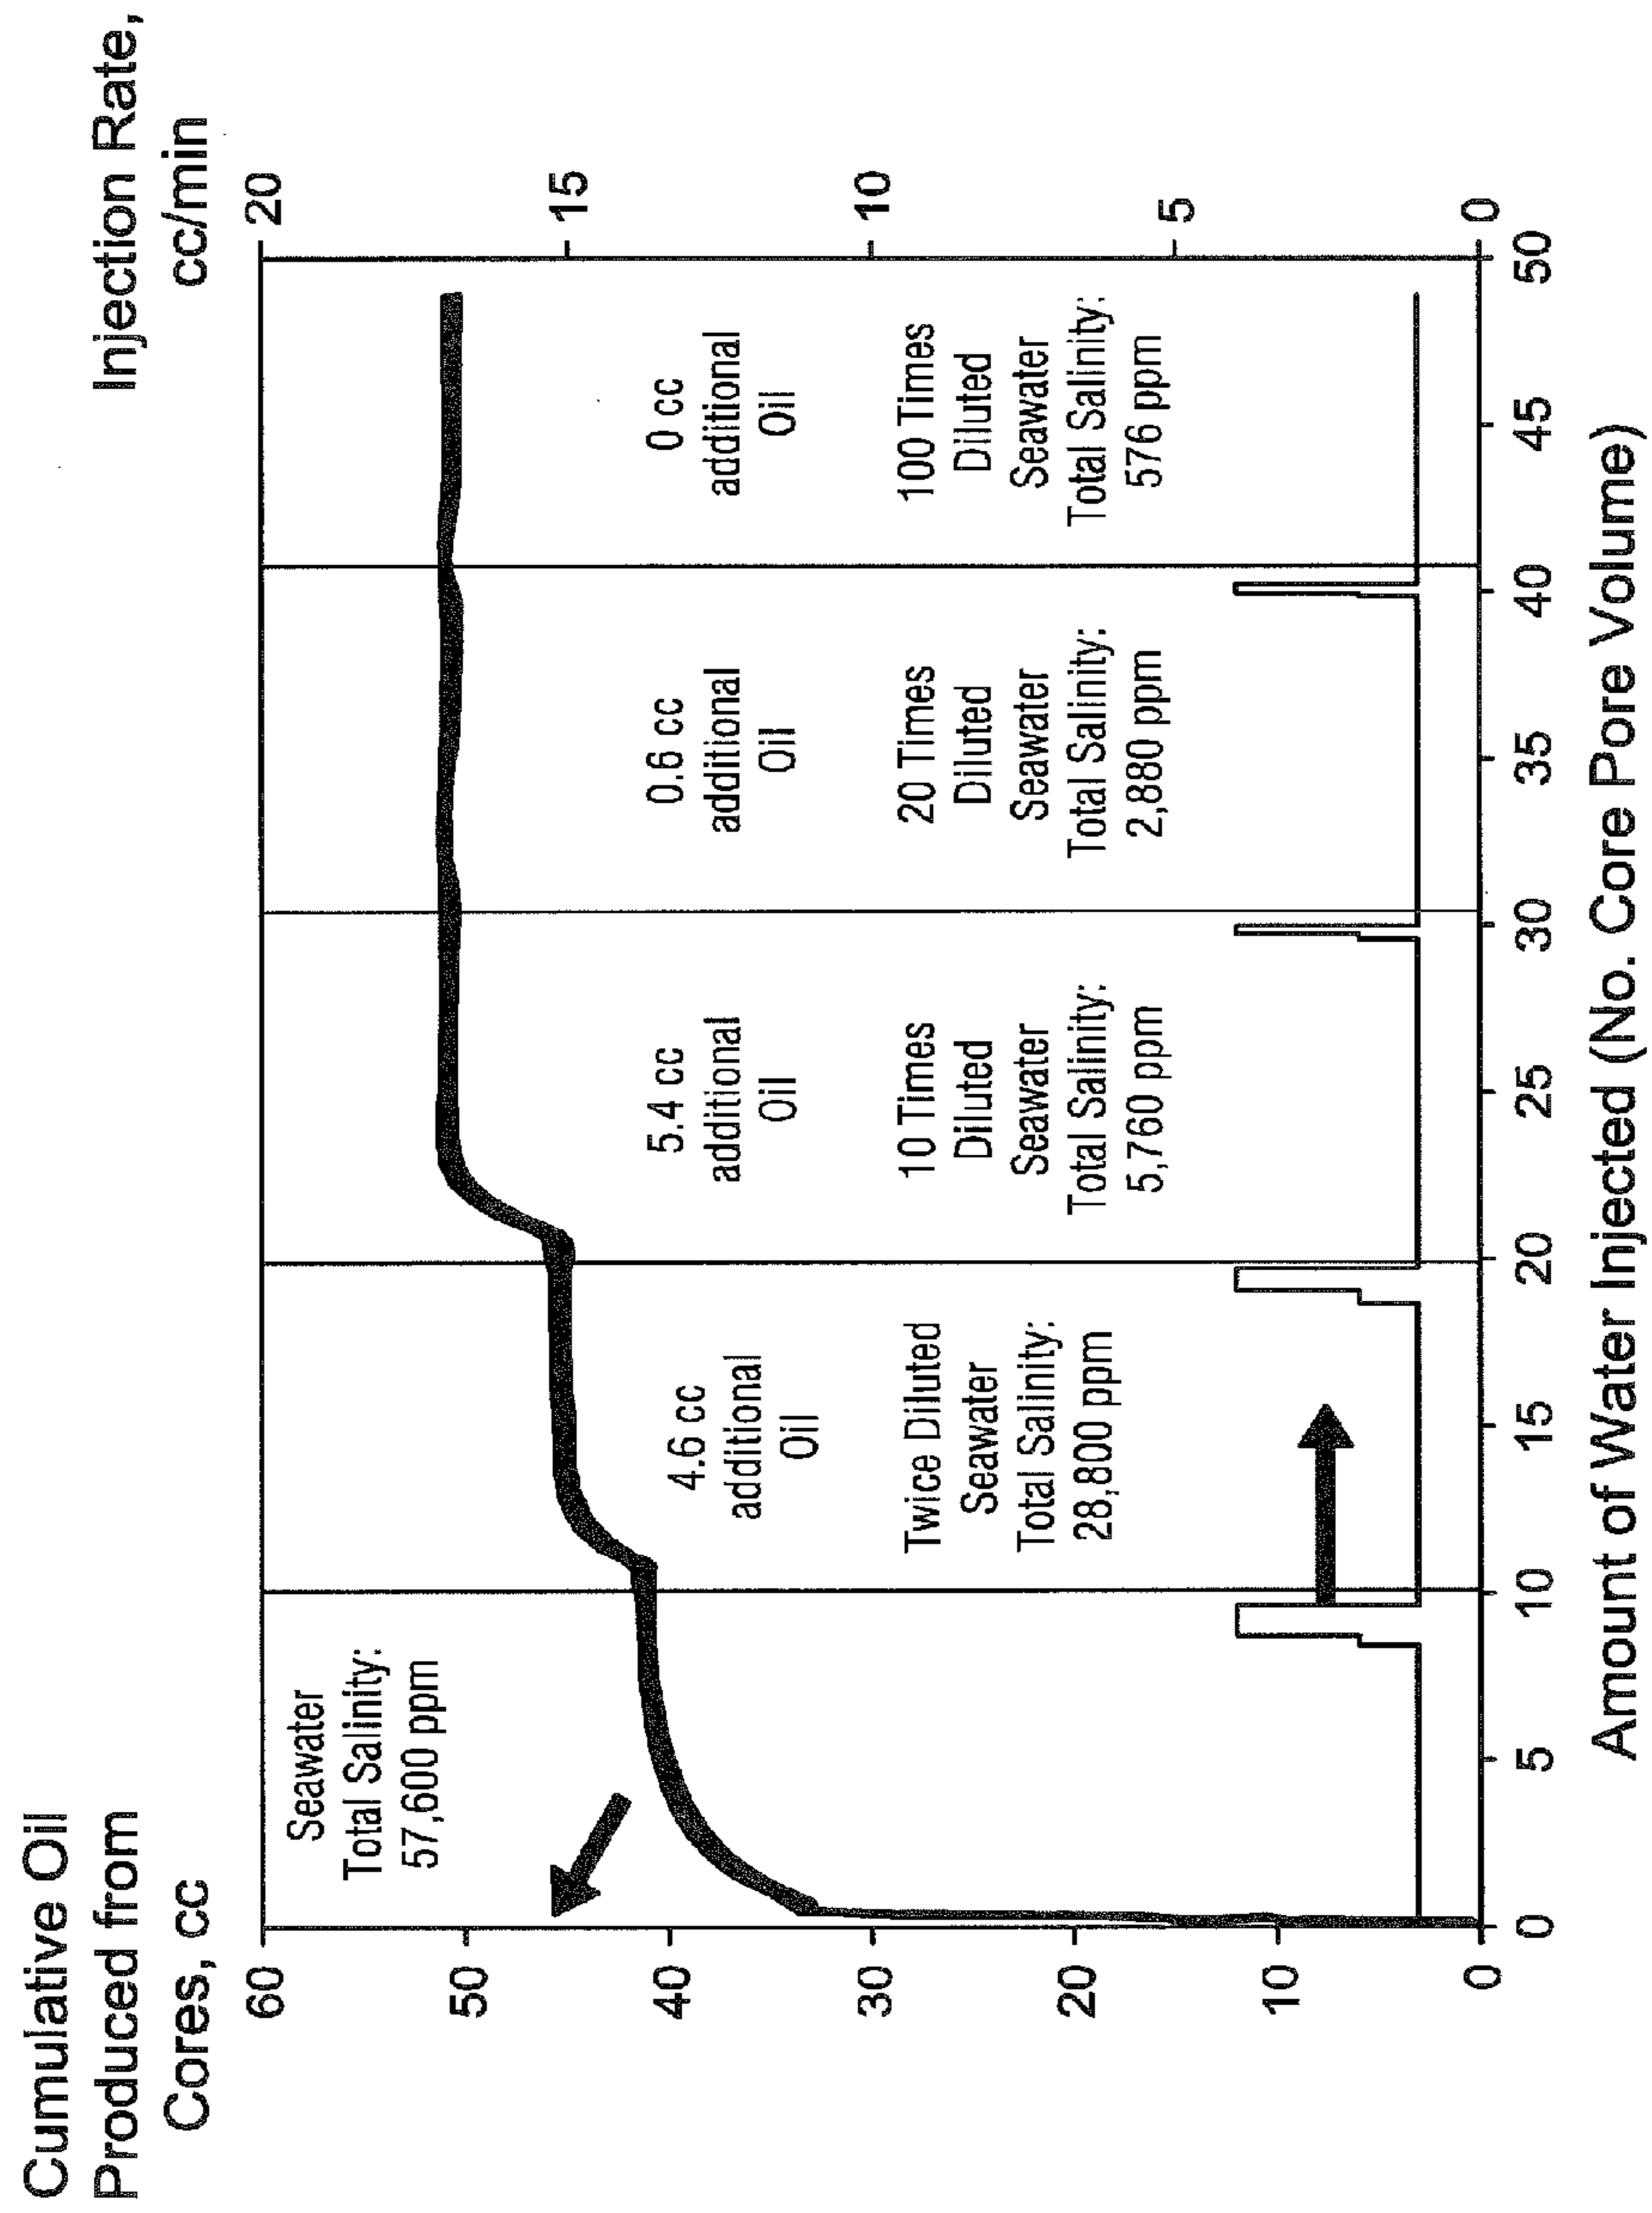 Cumulative Oil
Produced from
Cores, cc
Injection Rate,
cc/min
60
50
40
30
20
10
0
20
15
10
5
0
Seawater
Total Salinity:
57,600 ppm
4.6 cc
additional
Oil
Twice Diluted
Seawater
Total Salinity:
28,800 ppm
5.4 cc
additional
Oil
10 Times
Diluted
Seawater
Total Salinity:
5,760 ppm
0.6 cc
additional
Oil
20 Times
Diluted
Seawater
Total Salinity:
2,880 ppm
0 cc
additional
Oil
100 Times
Diluted
Seawater
Total Salinity:
576 ppm
0 5 10 15 20 25 30 35 40 45 50
Amount of Water Injected (No. Core Pore Volume)